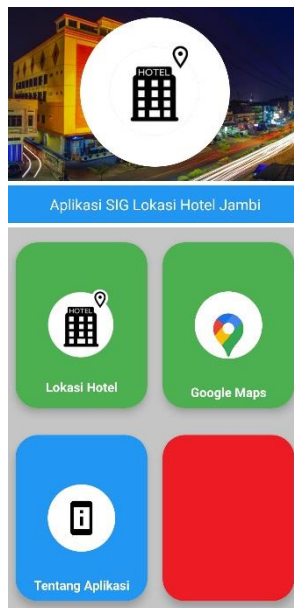 HOTEL
Aplikasi SIG Lokasi Hotel Jambi
HOTEL
Lokasi Hotel
Google Maps
Tentang Aplikasi